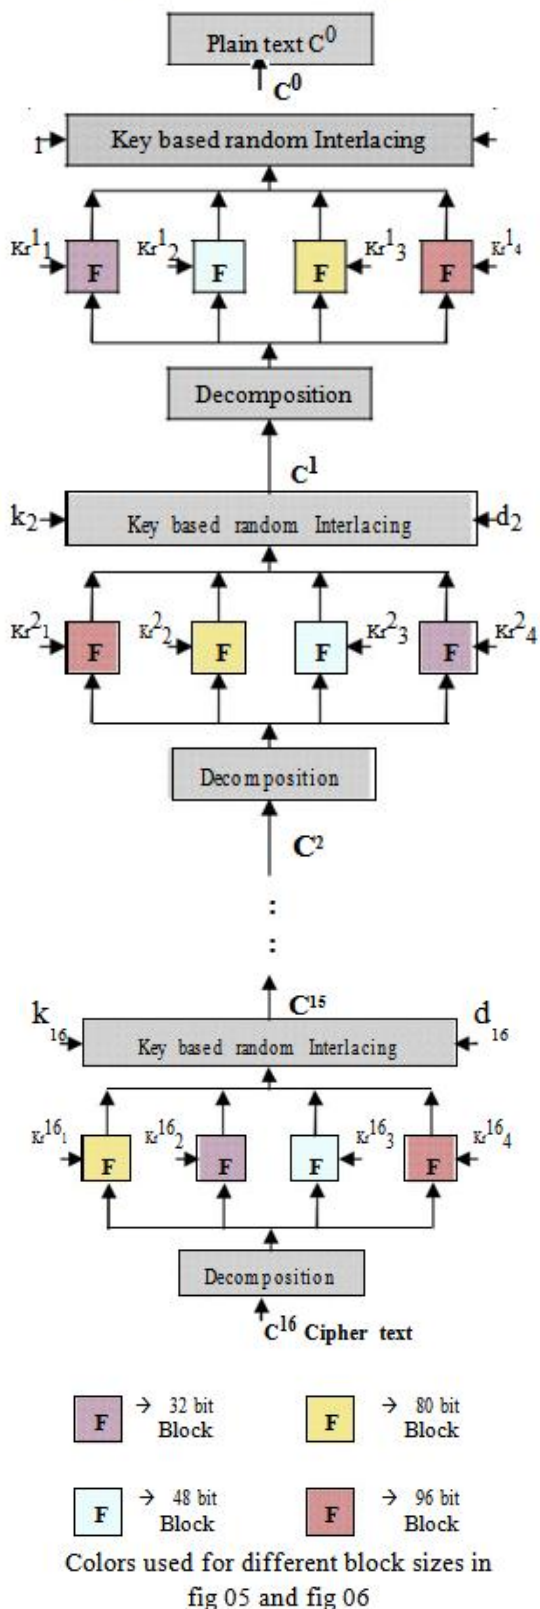 Plain text C⁰
C⁰
1 Key based random Interlacing
Kr¹₁ Kr¹₂ Kr¹₃ Kr¹₄
F F F F
Decomposition
C¹
k₂ Key based random Interlacing d₂
Kr²₁ Kr²₂ Kr²₃ Kr²₄
F F F F
Decomposition
C²
:
:
C¹⁵
k₁₆ Key based random Interlacing d₁₆
Kr¹⁶₁ Kr¹⁶₂ Kr¹⁶₃ Kr¹⁶₄
F F F F
Decomposition
C¹⁶ Cipher text
F → 32 bit Block F → 80 bit Block
F → 48 bit Block F → 96 bit Block
Colors used for different block sizes in
fig 05 and fig 06